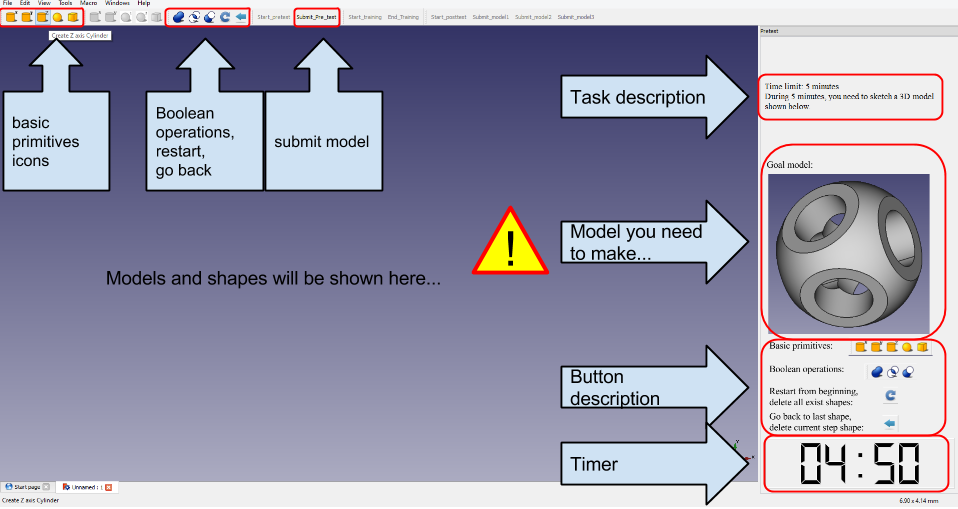 File Edit View Tools Macro Windows Help
Start_pretest Submit_Pre_test Start_training End_Training Start_posttest Submit_model1 Submit_model2 Submit_model3
Create Z axis Cylinder
Pretest
Time limit: 5 minutes
During 5 minutes, you need to sketch a 3D model
shown below
Task description
basic
primitives
icons
Boolean
operations,
restart,
go back
submit model
Goal model:
Model you need
to make...
!
Models and shapes will be shown here...
Basic primitives:
Boolean operations:
Restart from beginning,
delete all exist shapes:
Go back to last shape,
delete current step shape:
Button
description
Timer
04:50
Start page
Unnamed : 1
Create Z axis Cylinder
6.90 x 4.14 mm